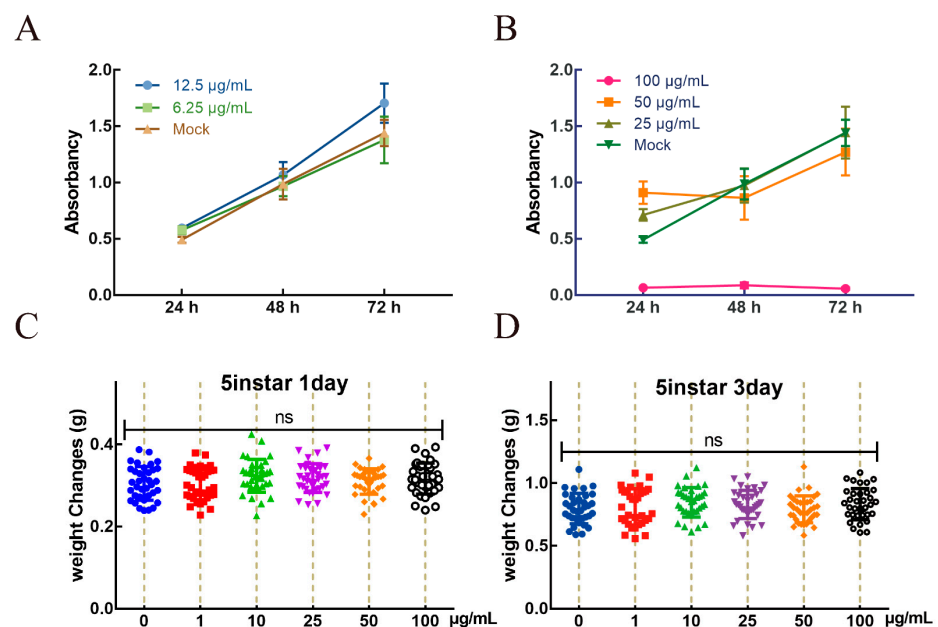 A
2.0
1.5
1.0
0.5
0.0
Absorbancy
12.5 µg/mL
6.25 µg/mL
Mock
24 h 48 h 72 h
B
2.0
1.5
1.0
0.5
0.0
Absorbancy
100 µg/mL
50 µg/mL
25 µg/mL
Mock
24 h 48 h 72 h
C
5instar 1day
ns
weight Changes (g)
0.4
0.2
0.0
0 1 10 25 50 100 µg/mL
D
5instar 3day
ns
weight Changes (g)
1.5
1.0
0.5
0.0
0 1 10 25 50 100 µg/mL